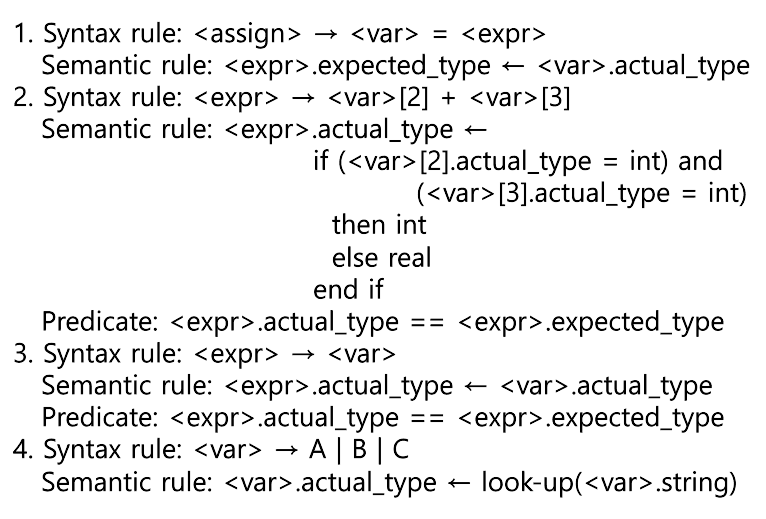 1. Syntax rule: <assign> → <var> = <expr>
Semantic rule: <expr>.expected_type ← <var>.actual_type
2. Syntax rule: <expr> → <var>[2] + <var>[3]
Semantic rule: <expr>.actual_type ←
if (<var>[2].actual_type = int) and
(<var>[3].actual_type = int)
then int
else real
end if
Predicate: <expr>.actual_type == <expr>.expected_type
3. Syntax rule: <expr> → <var>
Semantic rule: <expr>.actual_type ← <var>.actual_type
Predicate: <expr>.actual_type == <expr>.expected_type
4. Syntax rule: <var> → A | B | C
Semantic rule: <var>.actual_type ← look-up(<var>.string)